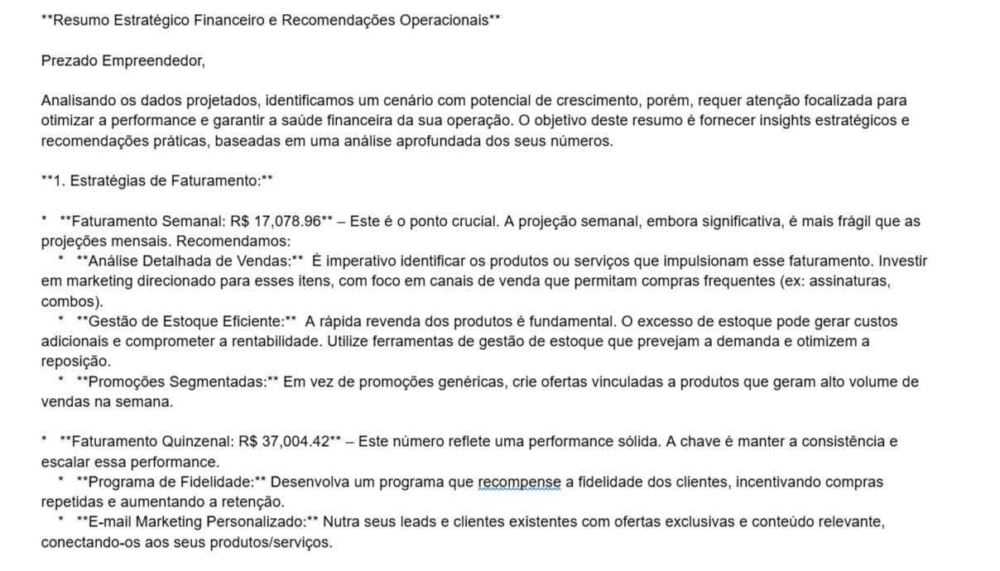 **Resumo Estratégico Financeiro e Recomendações Operacionais**
Prezado Empreendedor,
Analisando os dados projetados, identificamos um cenário com potencial de crescimento, porém, requer atenção focalizada para
otimizar a performance e garantir a saúde financeira da sua operação. O objetivo deste resumo é fornecer insights estratégicos e
recomendações práticas, baseadas em uma análise aprofundada dos seus números.
**1. Estratégias de Faturamento:**
*   **Faturamento Semanal: R$ 17,078.96** – Este é o ponto crucial. A projeção semanal, embora significativa, é mais frágil que as
projeções mensais. Recomendamos:
    *   **Análise Detalhada de Vendas:**  É imperativo identificar os produtos ou serviços que impulsionam esse faturamento. Investir
em marketing direcionado para esses itens, com foco em canais de venda que permitam compras frequentes (ex: assinaturas,
combos).
    *   **Gestão de Estoque Eficiente:**  A rápida revenda dos produtos é fundamental. O excesso de estoque pode gerar custos
adicionais e comprometer a rentabilidade. Utilize ferramentas de gestão de estoque que prevejam a demanda e otimizem a
reposição.
    *   **Promoções Segmentadas:** Em vez de promoções genéricas, crie ofertas vinculadas a produtos que geram alto volume de
vendas na semana.
*   **Faturamento Quinzenal: R$ 37,004.42** – Este número reflete uma performance sólida. A chave é manter a consistência e
escalar essa performance.
    *   **Programa de Fidelidade:** Desenvolva um programa que recompense a fidelidade dos clientes, incentivando compras
repetidas e aumentando a retenção.
    *   **E-mail Marketing Personalizado:** Nutra seus leads e clientes existentes com ofertas exclusivas e conteúdo relevante,
conectando-os aos seus produtos/serviços.